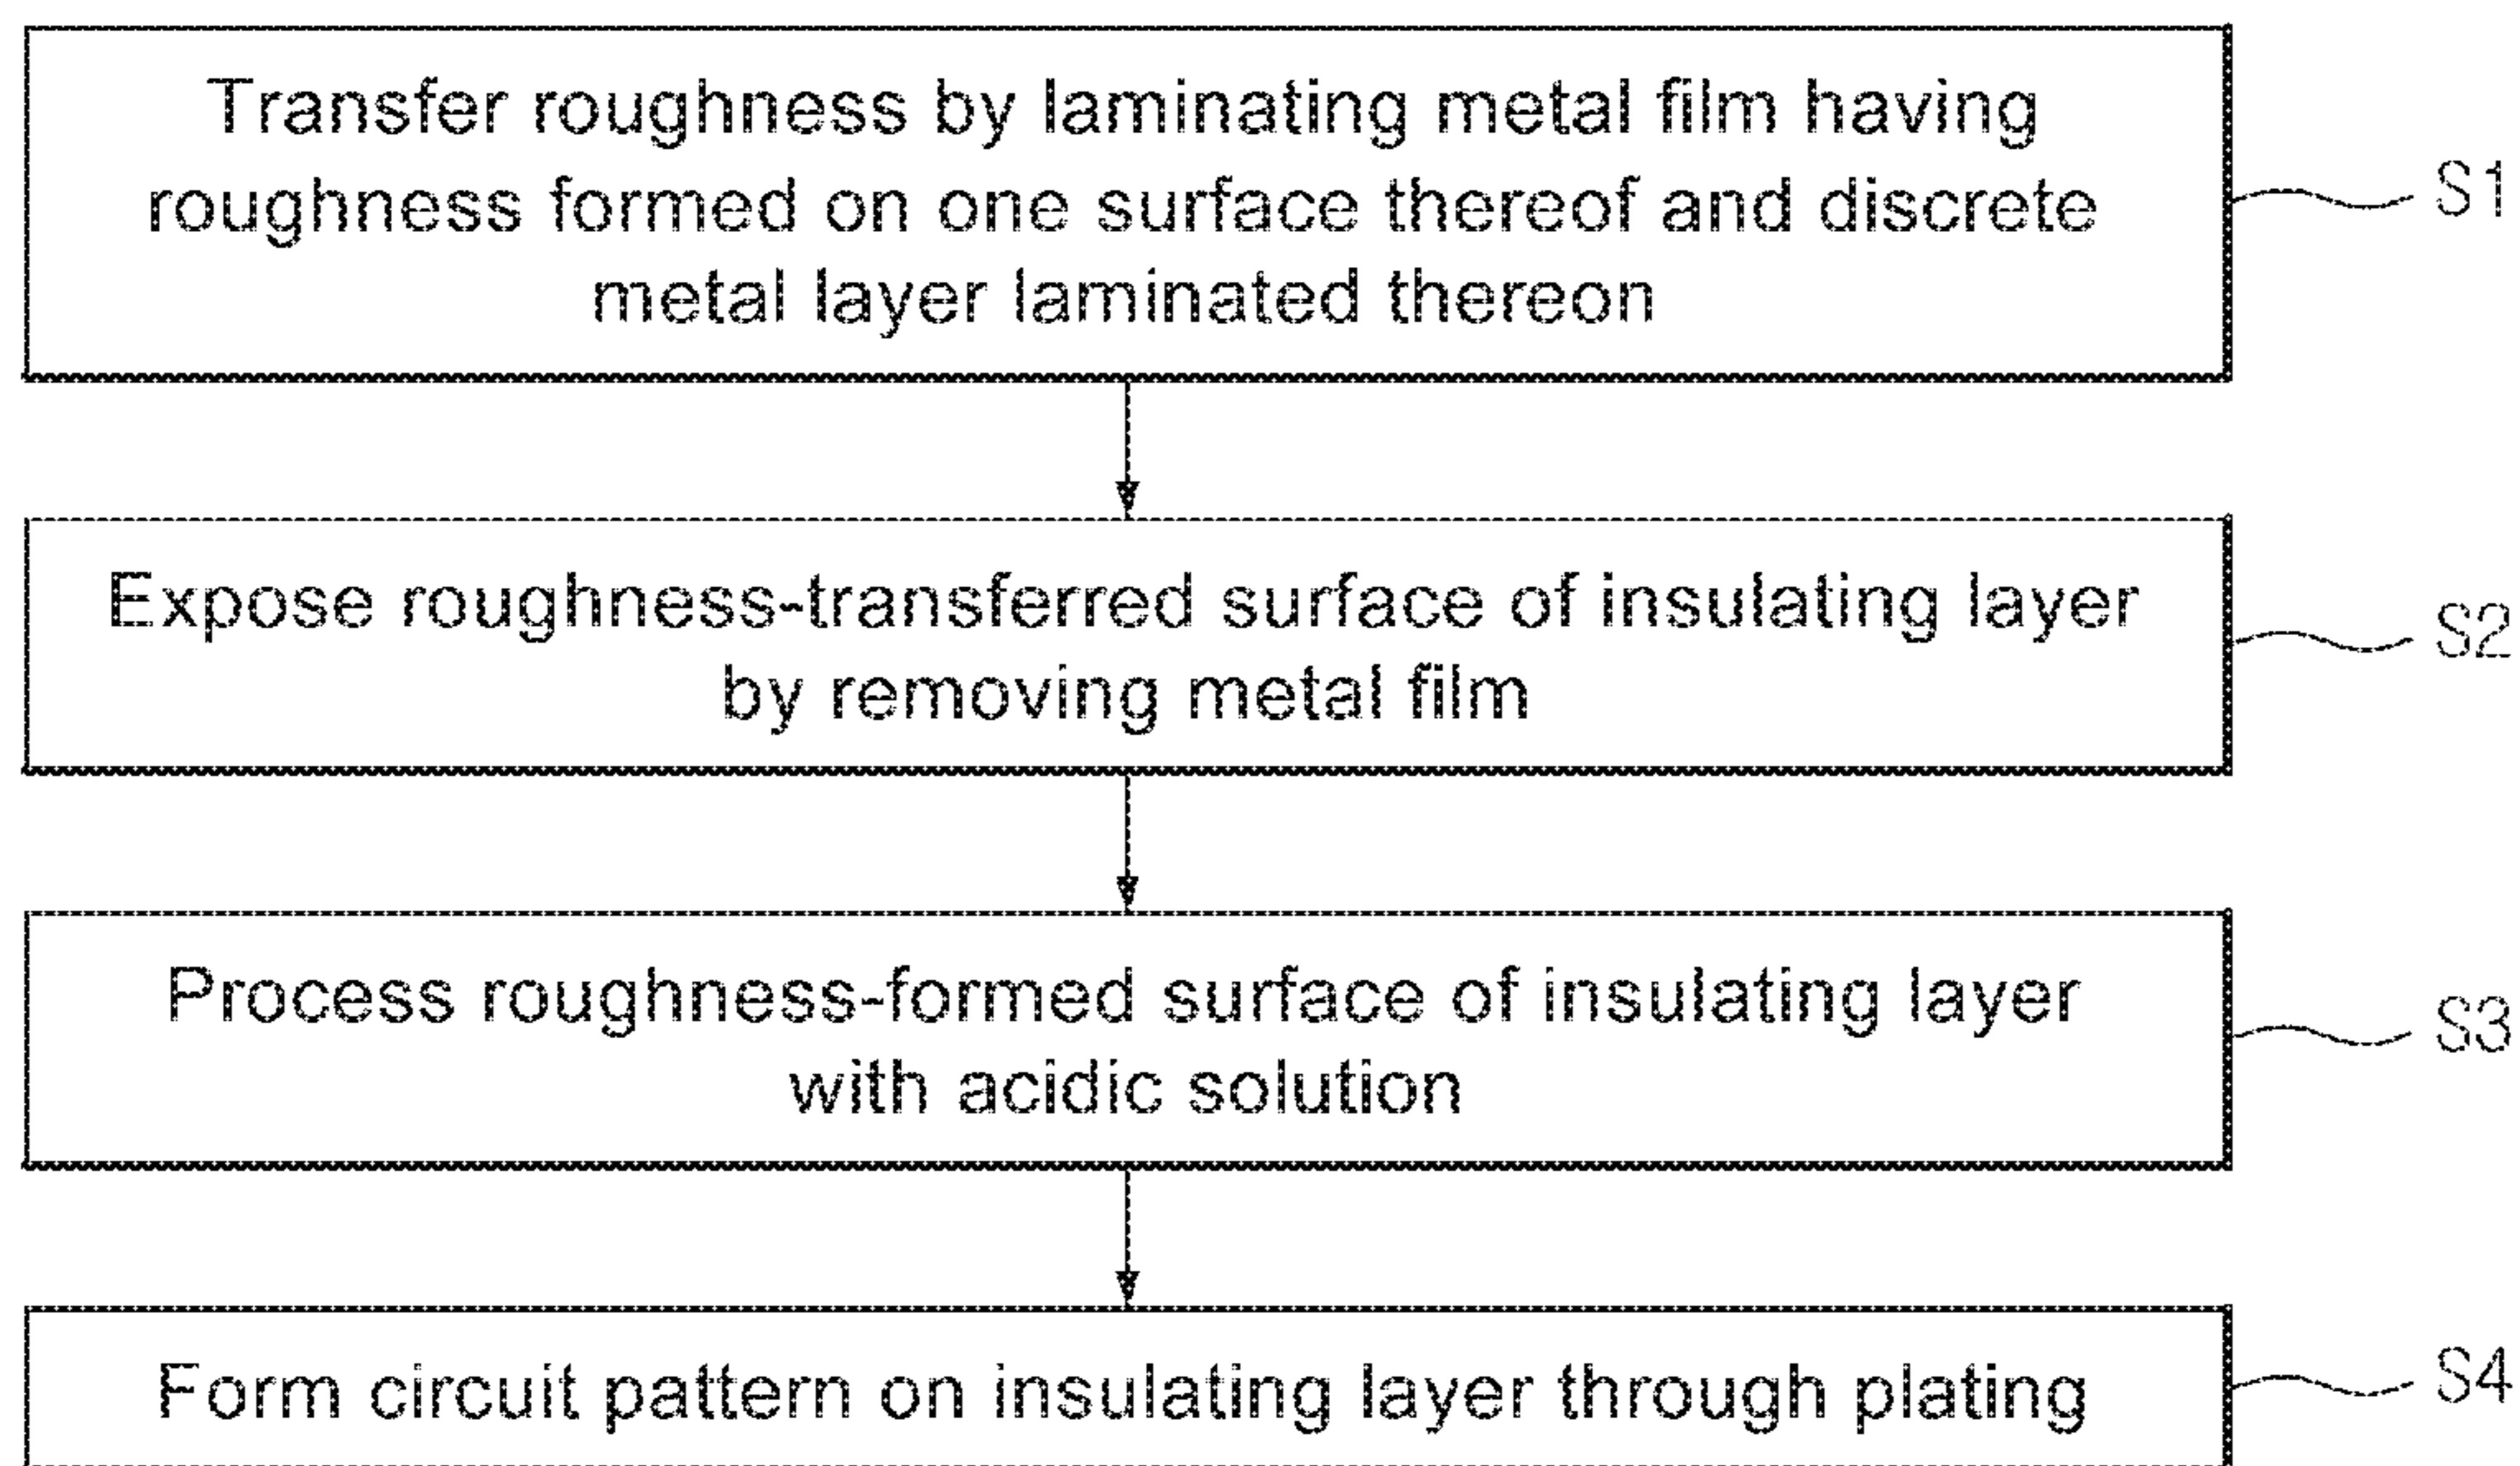 Transfer roughness by laminating metal film having
roughness formed on one surface thereof and discrete
metal layer laminated thereon
S1
Expose roughness-transferred surface of insulating layer
by removing metal film
S2
Process roughness-formed surface of insulating layer
with acidic solution
S3
Form circuit pattern on insulating layer through plating
S4